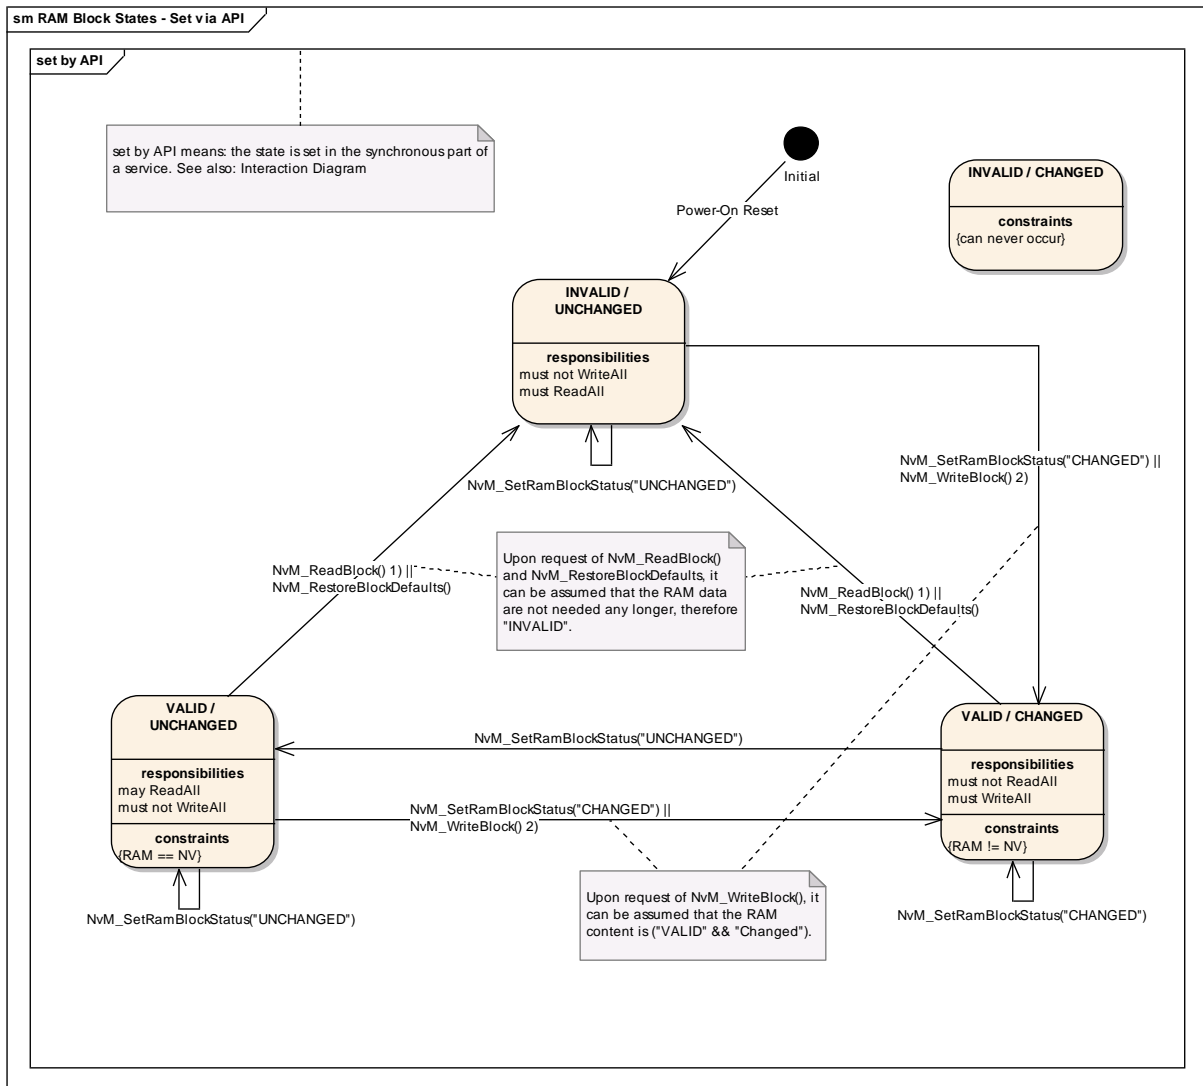 sm RAM Block States - Set via API
set by API
set by API means: the state is set in the synchronous part of
a service. See also: Interaction Diagram
Initial
Power-On Reset
INVALID / CHANGED
constraints
{can never occur}
INVALID /
UNCHANGED
responsibilities
must not WriteAll
must ReadAll
NvM_SetRamBlockStatus("UNCHANGED")
NvM_SetRamBlockStatus("CHANGED") ||
NvM_WriteBlock() 2)
NvM_ReadBlock() 1) ||
NvM_RestoreBlockDefaults()
Upon request of NvM_ReadBlock()
and NvM_RestoreBlockDefaults, it
can be assumed that the RAM data
are not needed any longer, therefore
"INVALID".
NvM_ReadBlock() 1) ||
NvM_RestoreBlockDefaults()
VALID /
UNCHANGED
responsibilities
may ReadAll
must not WriteAll
constraints
{RAM == NV}
NvM_SetRamBlockStatus("UNCHANGED")
NvM_SetRamBlockStatus("UNCHANGED")
NvM_SetRamBlockStatus("CHANGED") ||
NvM_WriteBlock() 2)
VALID / CHANGED
responsibilities
must not ReadAll
must WriteAll
constraints
{RAM != NV}
NvM_SetRamBlockStatus("CHANGED")
Upon request of NvM_WriteBlock(), it
can be assumed that the RAM
content is ("VALID" && "Changed").